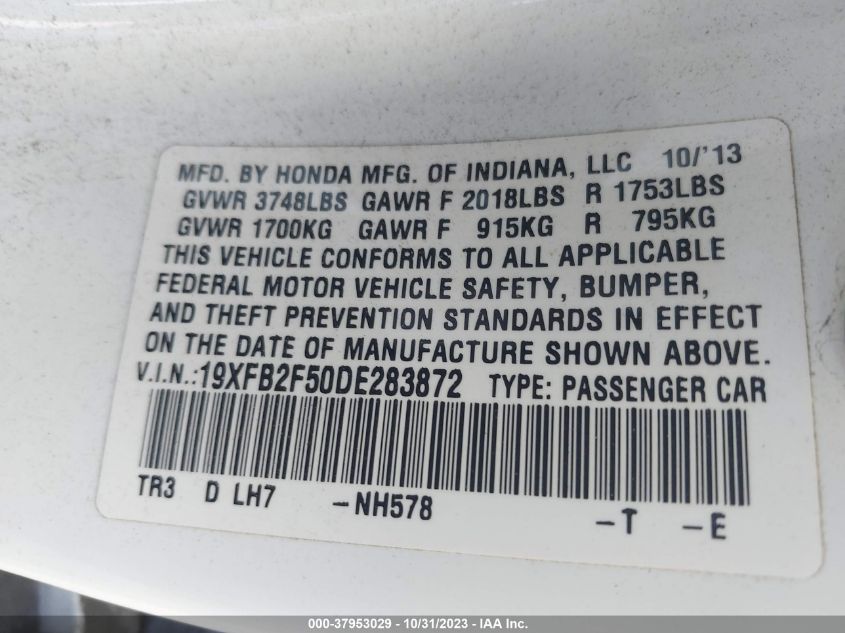 MFD. BY HONDA MFG. OF INDIANA, LLC 10/'13
GVWR 3748LBS GAWR F 2018LBS R 1753LBS
GVWR 1700KG GAWR F 915KG R 795KG
THIS VEHICLE CONFORMS TO ALL APPLICABLE
FEDERAL MOTOR VEHICLE SAFETY, BUMPER,
AND THEFT PREVENTION STANDARDS IN EFFECT
ON THE DATE OF MANUFACTURE SHOWN ABOVE.
V.I.N.:19XFB2F50DE283872 TYPE: PASSENGER CAR
TR3 D LH7 -NH578 -T -E
000-37953029 - 10/31/2023 - IAA Inc.